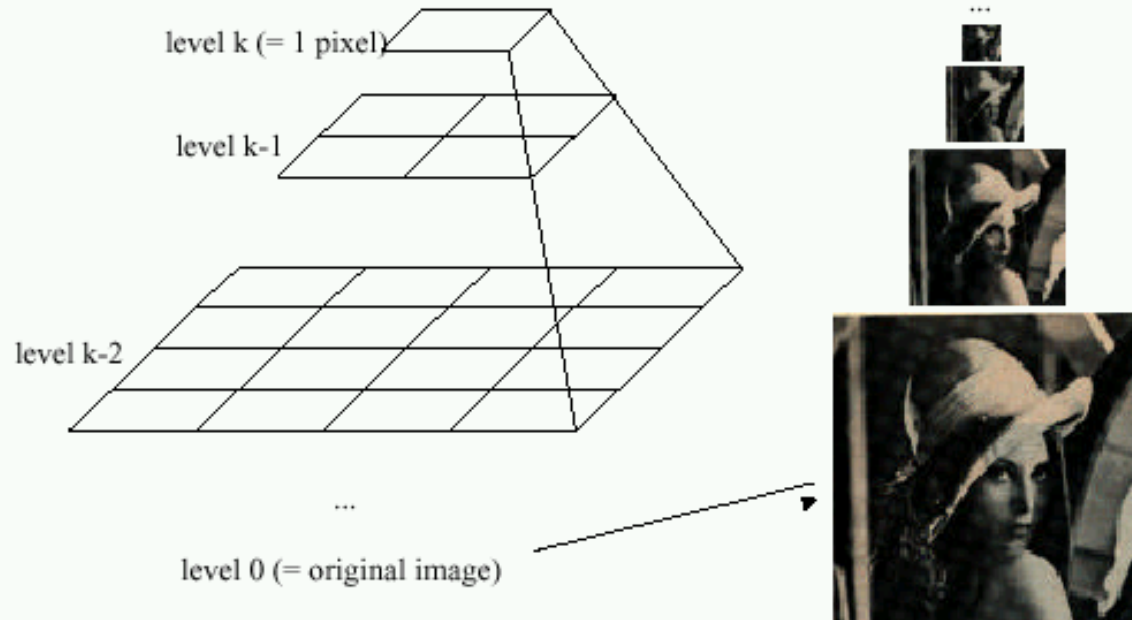 level k (= 1 pixel)
level k-1
level k-2
...
level 0 (= original image)
...